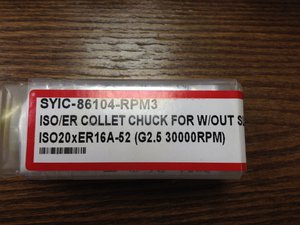 SYIC-86104-RPM3
ISO/ER COLLET CHUCK FOR W/OUT
ISO20xER16A-52 (G2.5 30000RPM)